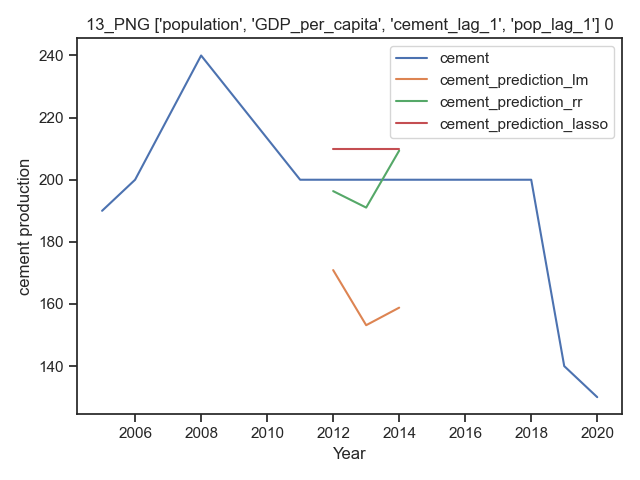 13_PNG ['population', 'GDP_per_capita', 'cement_lag_1', 'pop_lag_1'] 0
cement
cement_prediction_lm
cement_prediction_rr
cement_prediction_lasso
240
220
200
180
160
140
cement production
2006 2008 2010 2012 2014 2016 2018 2020
Year